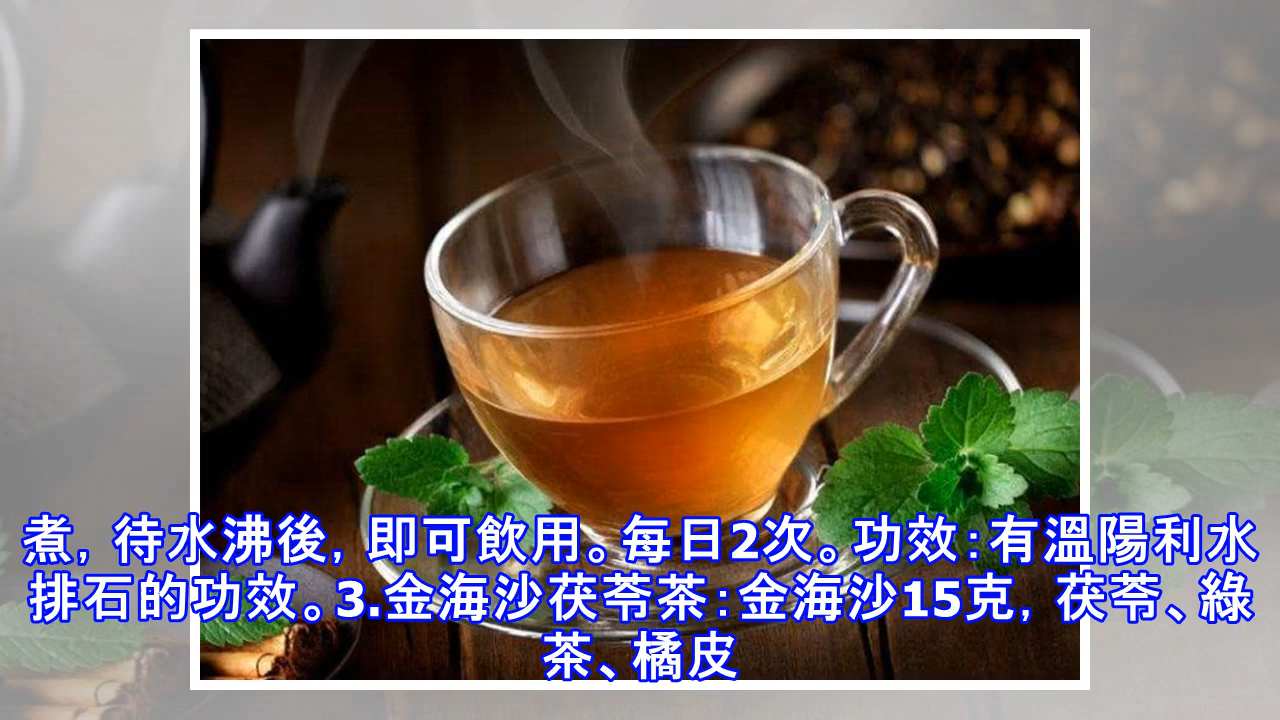 煮，待水沸後，即可飲用。每日2次。功效：有溫陽利水
排石的功效。3.金海沙茯苓茶：金海沙15克，茯苓、綠
茶、橘皮